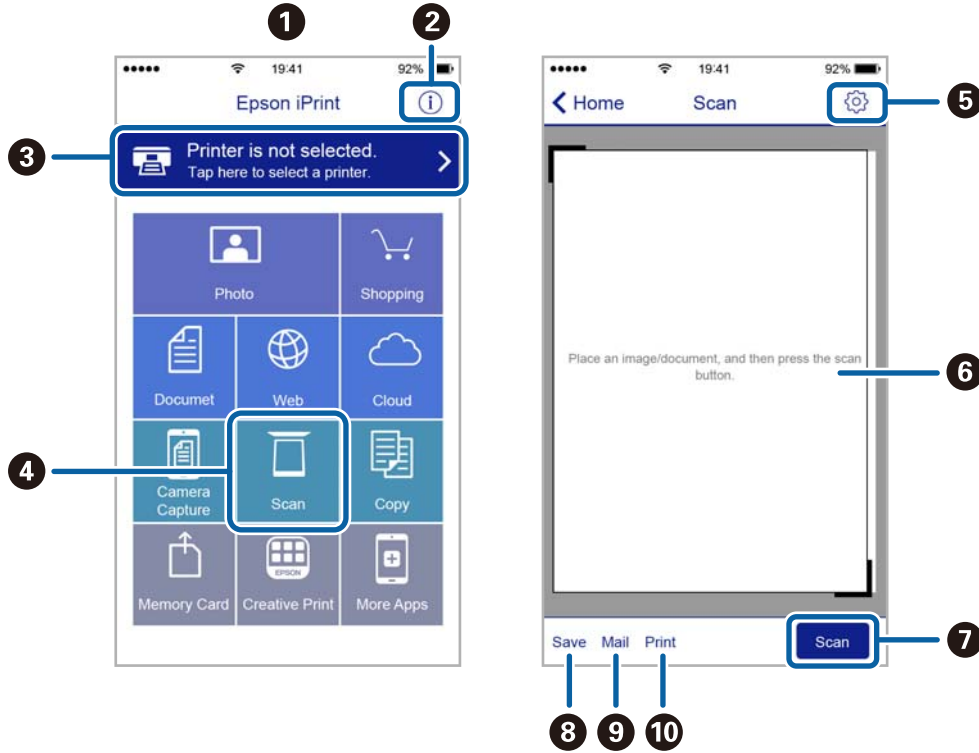 1
2
19:41
92%
Epson iPrint
3
Printer is not selected.
Tap here to select a printer.
Photo
Shopping
Documet
Web
Cloud
4
Camera
Capture
Scan
Copy
EPSON
Memory Card
Creative Print
More Apps
19:41
92%
Home
Scan
5
Place an image/document, and then press the scan
button.
6
Save
Mail
Print
Scan
7
8
9
10